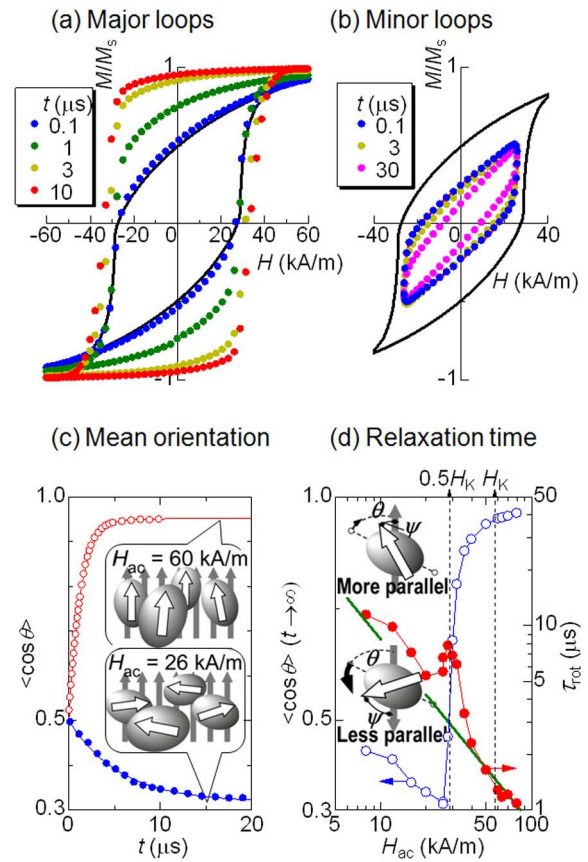 (a) Major loops
M/Ms
1
t (μs)
0.1
1
3
10
-60 -40 -20 0 20 40 60
H (kA/m)
-1
(b) Minor loops
M/Ms
1
t (μs)
0.1
3
30
-40 0 40
H (kA/m)
-1
(c) Mean orientation
1.0
Hac = 60 kA/m
Hac = 26 kA/m
<cos θ>
0.5
0.3
0 10 20
t (μs)
(d) Relaxation time
0.5HK HK
1.0
50
θ
ψ
More parallel
10
<cos θ> (t → ∞)
τrot (μs)
θ
5
0.5
ψ
Less parallel
0.3
1
5 10 50 100
Hac (kA/m)